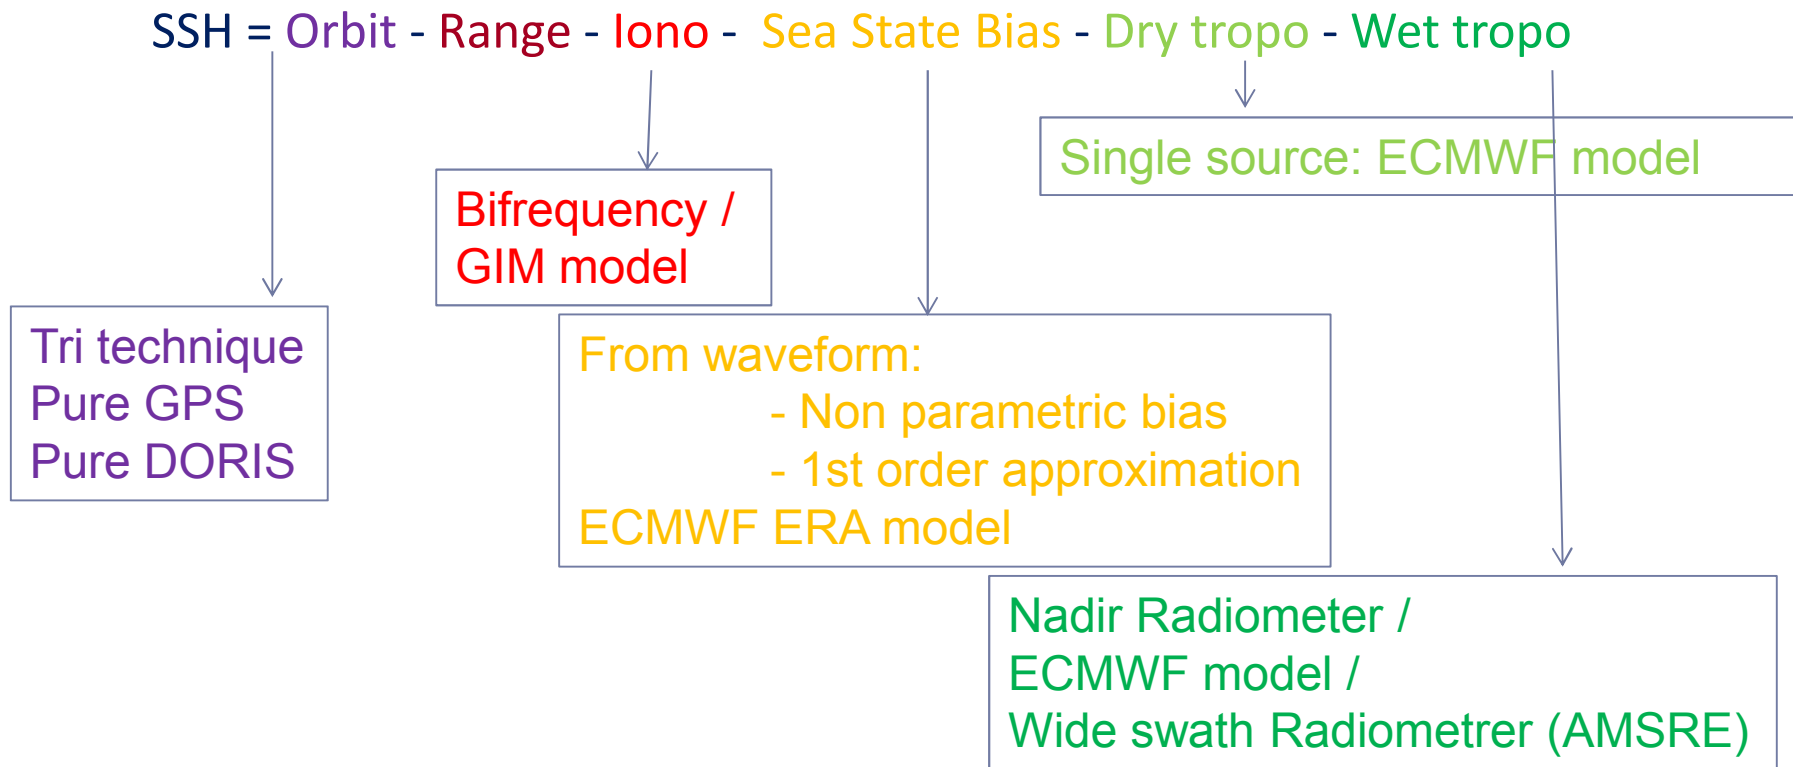 SSH = Orbit - Range - Iono - Sea State Bias - Dry tropo - Wet tropo
Single source: ECMWF model
Bifrequency /
GIM model
Tri technique
Pure GPS
Pure DORIS
From waveform:
- Non parametric bias
- 1st order approximation
ECMWF ERA model
Nadir Radiometer /
ECMWF model /
Wide swath Radiometrer (AMSRE)